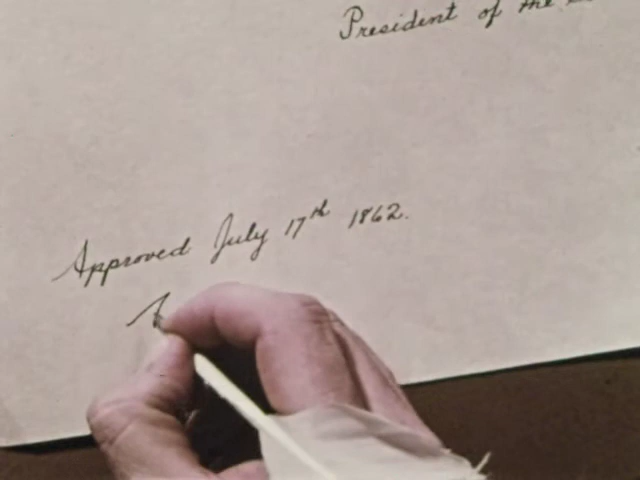 President of the
Approved July 17th 1862.